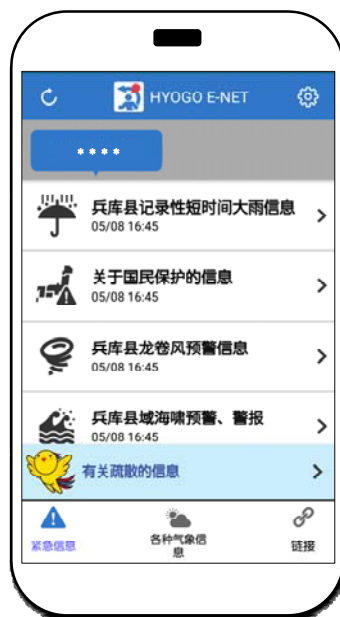 HYOGO E-NET
****
兵库县记录性短时间大雨信息
05/08 16:45
关于国民保护的信息
05/08 16:45
兵库县龙卷风预警信息
05/08 16:45
兵库县域海啸预警、警报
05/08 16:45
有关疏散的信息
紧急信息
各种气象信
息
链接